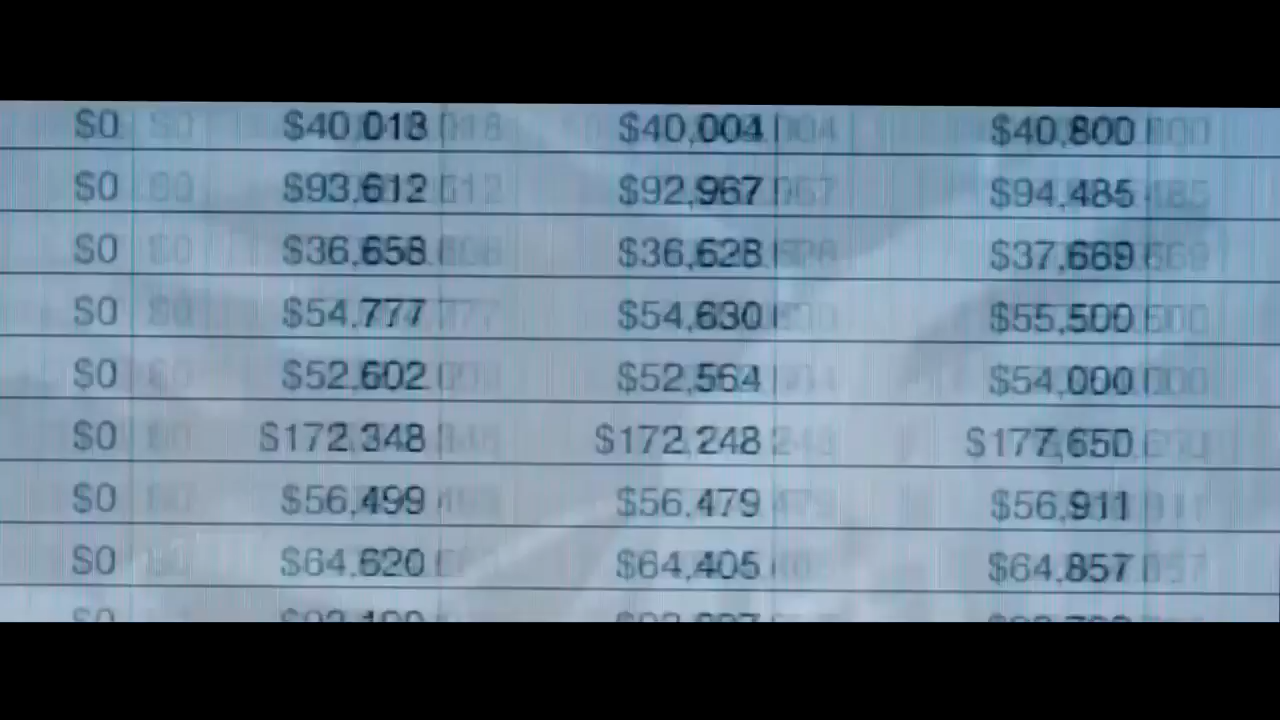 $0 $40,013 $40,004 $40,800
$0 $93,612 $92,967 $94,485
$0 $36,658 $36,628 $37,669
$0 $54,777 $54,630 $55,500
$0 $52,602 $52,564 $54,000
$0 $172,348 $172,248 $177,650
$0 $56,499 $56,479 $56,911
$0 $64,620 $64,405 $64,857
$0